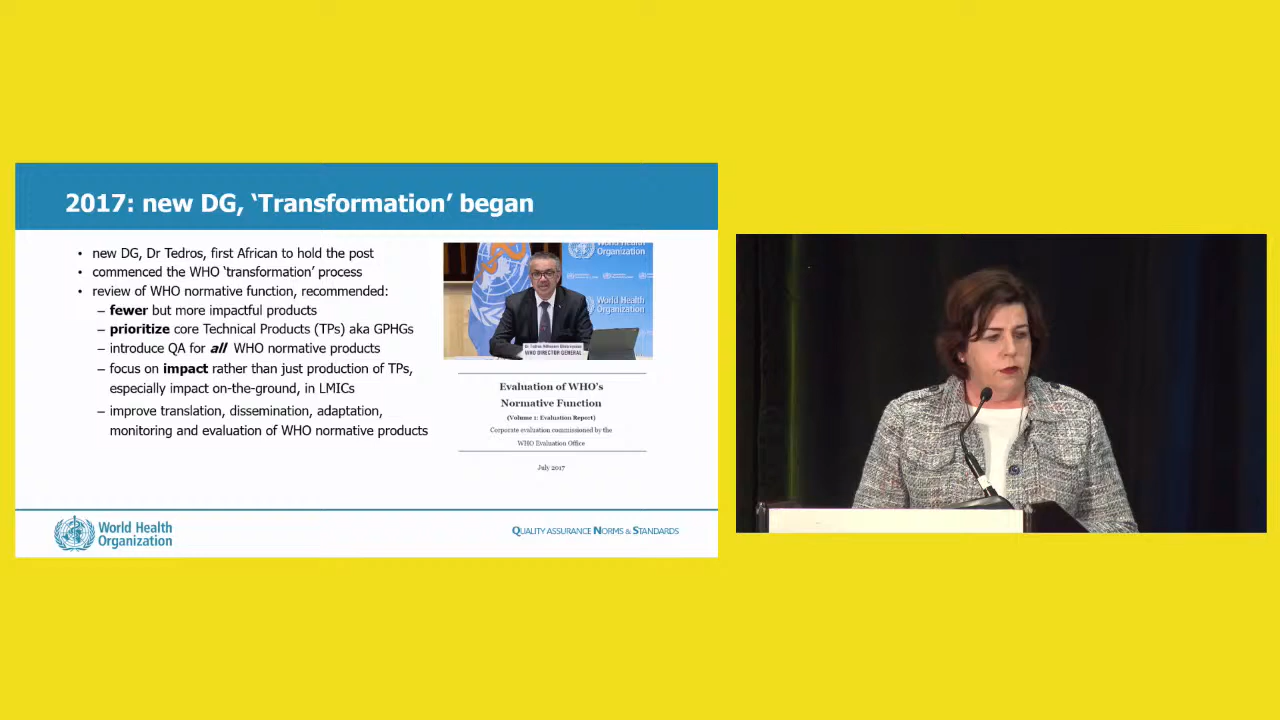 2017: new DG, ‘Transformation’ began
• new DG, Dr Tedros, first African to hold the post
• commenced the WHO ‘transformation’ process
• review of WHO normative function, recommended:
– fewer but more impactful products
– prioritize core Technical Products (TPs) aka GPHGs
– introduce QA for all WHO normative products
– focus on impact rather than just production of TPs,
especially impact on-the-ground, in LMICs
– improve translation, dissemination, adaptation,
monitoring and evaluation of WHO normative products
World Health
Organization
World Health
Organization
WHO DIRECTOR GENERAL
Evaluation of WHO's
Normative Function
(Volume 1: Evaluation Report)
Corporate evaluation commissioned by the
WHO Evaluation Office
July 2017
World Health
Organization
QUALITY ASSURANCE NORMS & STANDARDS